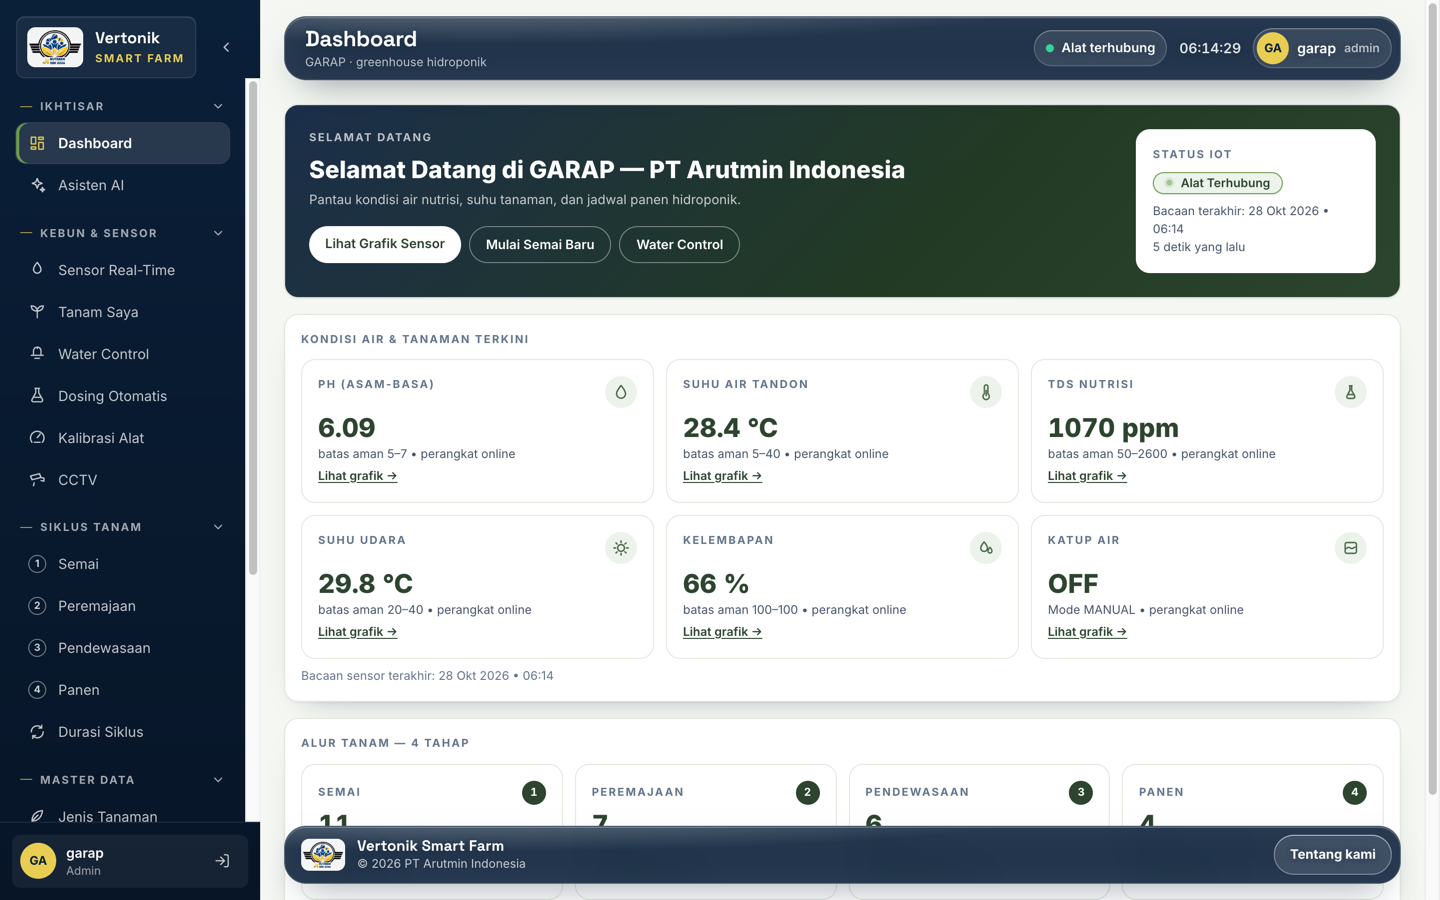 Vertonik
SMART FARM
IKHTISAR
Dashboard
Asisten AI
KEBUN & SENSOR
Sensor Real-Time
Tanam Saya
Water Control
Dosing Otomatis
Kalibrasi Alat
CCTV
SIKLUS TANAM
1 Semai
2 Peremajaan
3 Pendewasaan
4 Panen
Durasi Siklus
MASTER DATA
Jenis Tanaman
GA garap
Admin
Dashboard
GARAP · greenhouse hidroponik
Alat terhubung
06:14:29
GA garap admin
SELAMAT DATANG
Selamat Datang di GARAP — PT Arutmin Indonesia
Pantau kondisi air nutrisi, suhu tanaman, dan jadwal panen hidroponik.
Lihat Grafik Sensor
Mulai Semai Baru
Water Control
STATUS IOT
Alat Terhubung
Bacaan terakhir: 28 Okt 2026 •
06:14
5 detik yang lalu
KONDISI AIR & TANAMAN TERKINI
PH (ASAM-BASA)
6.09
batas aman 5–7 • perangkat online
Lihat grafik →
SUHU AIR TANDON
28.4 °C
batas aman 5–40 • perangkat online
Lihat grafik →
TDS NUTRISI
1070 ppm
batas aman 50–2600 • perangkat online
Lihat grafik →
SUHU UDARA
29.8 °C
batas aman 20–40 • perangkat online
Lihat grafik →
KELEMBAPAN
66 %
batas aman 100–100 • perangkat online
Lihat grafik →
KATUP AIR
OFF
Mode MANUAL • perangkat online
Lihat grafik →
Bacaan sensor terakhir: 28 Okt 2026 • 06:14
ALUR TANAM — 4 TAHAP
SEMAI 1
11
PEREMAJAAN 2
7
PENDEWASAAN 3
6
PANEN 4
4
Vertonik Smart Farm
© 2026 PT Arutmin Indonesia
Tentang kami